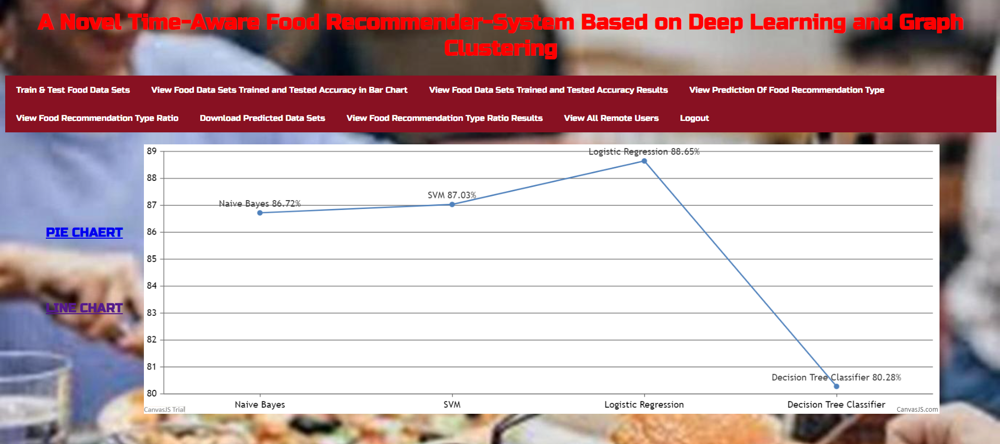 A Novel Time-Aware Food Recommender-System Based on Deep Learning and Graph
Clustering
Train & Test Food Data Sets View Food Data Sets Trained and Tested Accuracy in Bar Chart View Food Data Sets Trained and Tested Accuracy Results View Prediction Of Food Recommendation Type
View Food Recommendation Type Ratio Download Predicted Data Sets View Food Recommendation Type Ratio Results View All Remote Users Logout
PIE CHAERT
LINE CHART
89
88
87
86
85
84
83
82
81
80
Naive Bayes 86.72%
SVM 87.03%
Logistic Regression 88.65%
Decision Tree Classifier 80.28%
Naive Bayes SVM Logistic Regression Decision Tree Classifier
CanvasJS Trial CanvasJS.com